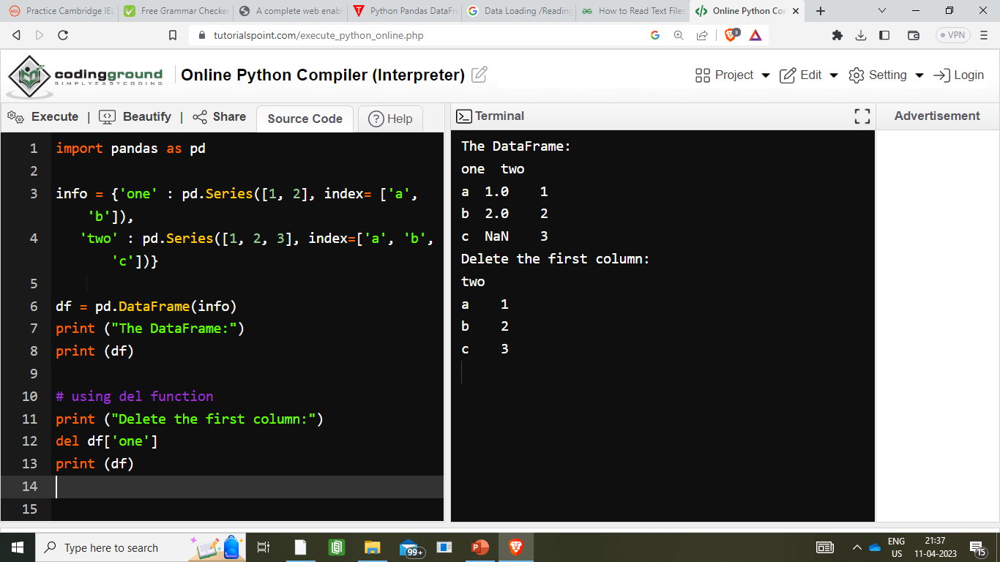 Practice Cambridge IEL
Free Grammar Checker
A complete web enabl
Python Pandas DataFra
Data Loading /Reading
How to Read Text Files
Online Python Com
tutorialspoint.com/execute_python_online.php
3
VPN
codingground
SIMPLYEASYCODING
Online Python Compiler (Interpreter)
Project
Edit
Setting
Login
Execute | Beautify | Share
Source Code
Help
1 import pandas as pd
2
3 info = {'one' : pd.Series([1, 2], index= ['a',
'b']),
4 'two' : pd.Series([1, 2, 3], index=['a', 'b',
'c'])}
5
6 df = pd.DataFrame(info)
7 print ("The DataFrame:")
8 print (df)
9
10 # using del function
11 print ("Delete the first column:")
12 del df['one']
13 print (df)
14
15
Terminal
The DataFrame:
one  two
a  1.0    1
b  2.0    2
c  NaN    3
Delete the first column:
two
a    1
b    2
c    3
Advertisement
Type here to search
99+
ENG
US
21:37
11-04-2023
15